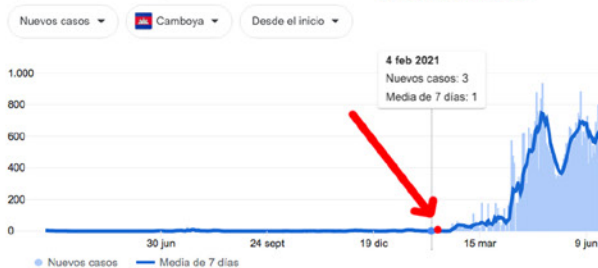 Nuevos casos Camboya Desde el inicio
4 feb 2021
Nuevos casos: 3
Media de 7 días: 1
1.000
800
600
400
200
0
30 jun 24 sept 19 dic 15 mar 9 jun
Nuevos casos Media de 7 días